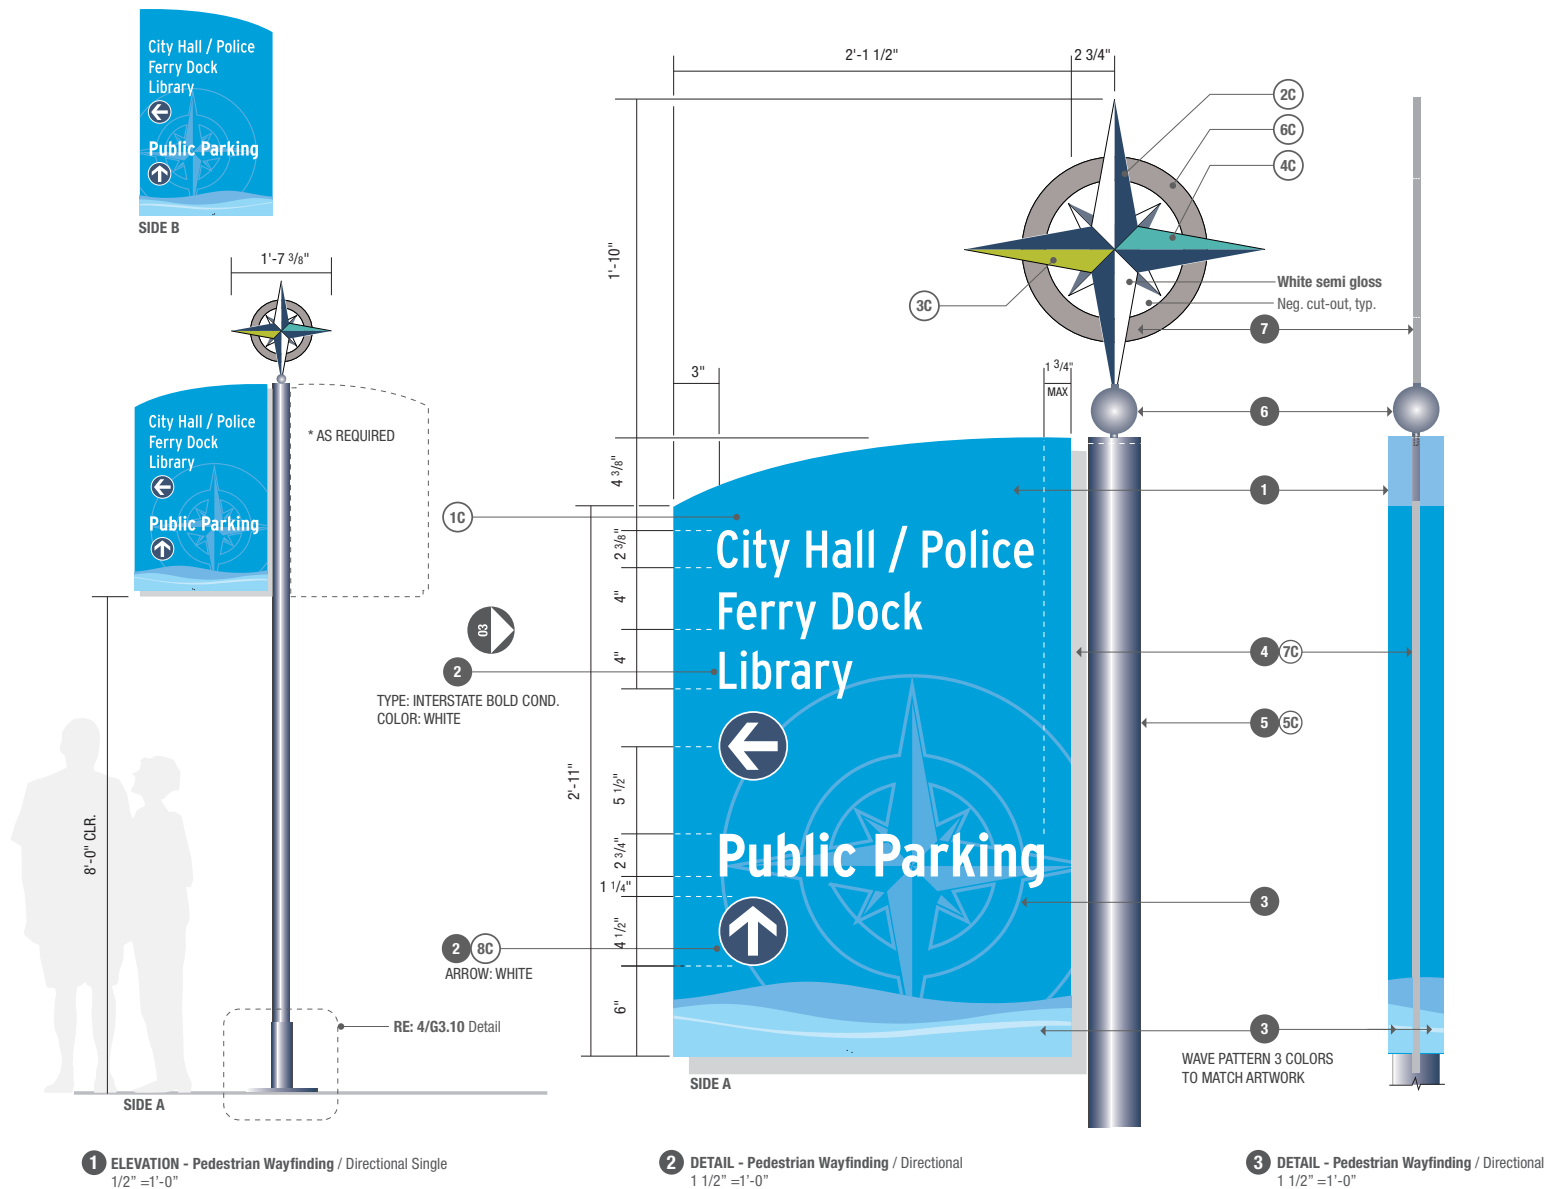 City Hall / Police
Ferry Dock
Library
Public Parking
SIDE B
1'-7 3/8"
City Hall / Police
Ferry Dock
Library
Public Parking
* AS REQUIRED
8'-0" CLR.
RE: 4/G3.10 Detail
SIDE A
1 ELEVATION - Pedestrian Wayfinding / Directional Single
1/2” =1’-0”
2'-1 1/2"
2 3/4"
1'-10"
2C
6C
4C
3C
White semi gloss
Neg. cut-out, typ.
7
3"
1 3/4"
MAX
6
4 3/8"
1
1C
2 3/8"
4"
4"
03
2
TYPE: INTERSTATE BOLD COND.
COLOR: WHITE
City Hall / Police
Ferry Dock
Library
Public Parking
4 7C
5 5C
2'-11"
5 1/2"
2 3/4"
1 1/4"
4 1/2"
6"
3
2 8C
ARROW: WHITE
3
WAVE PATTERN 3 COLORS
TO MATCH ARTWORK
SIDE A
2 DETAIL - Pedestrian Wayfinding / Directional
1 1/2” =1’-0”
3 DETAIL - Pedestrian Wayfinding / Directional
1 1/2” =1’-0”